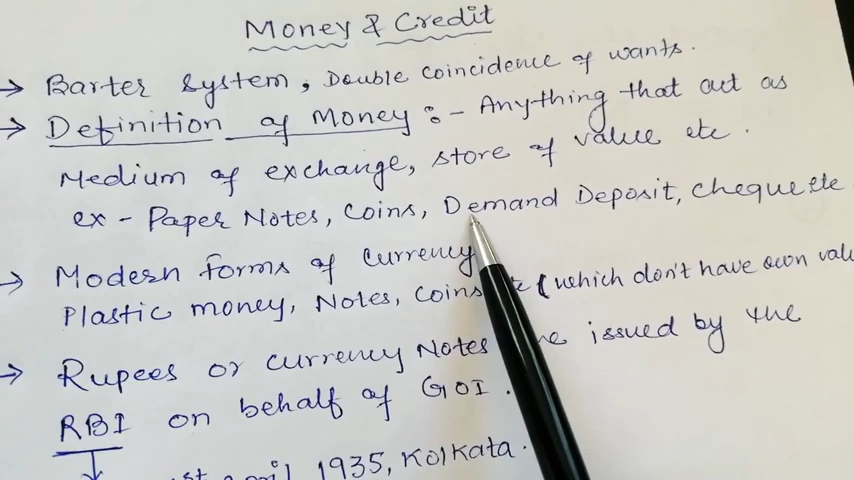 Money & Credit
→ Barter system, Double coincidence of wants.
→ Definition of Money :- Anything that act as
Medium of exchange, store of value etc.
ex - Paper Notes, Coins, Demand Deposit, cheque etc
→ Modern forms of currency
Plastic money, Notes, Coins (which don't have own valu
→ Rupees or currency Notes issued by the
RBI on behalf of GOI.
1935, Kolkata.